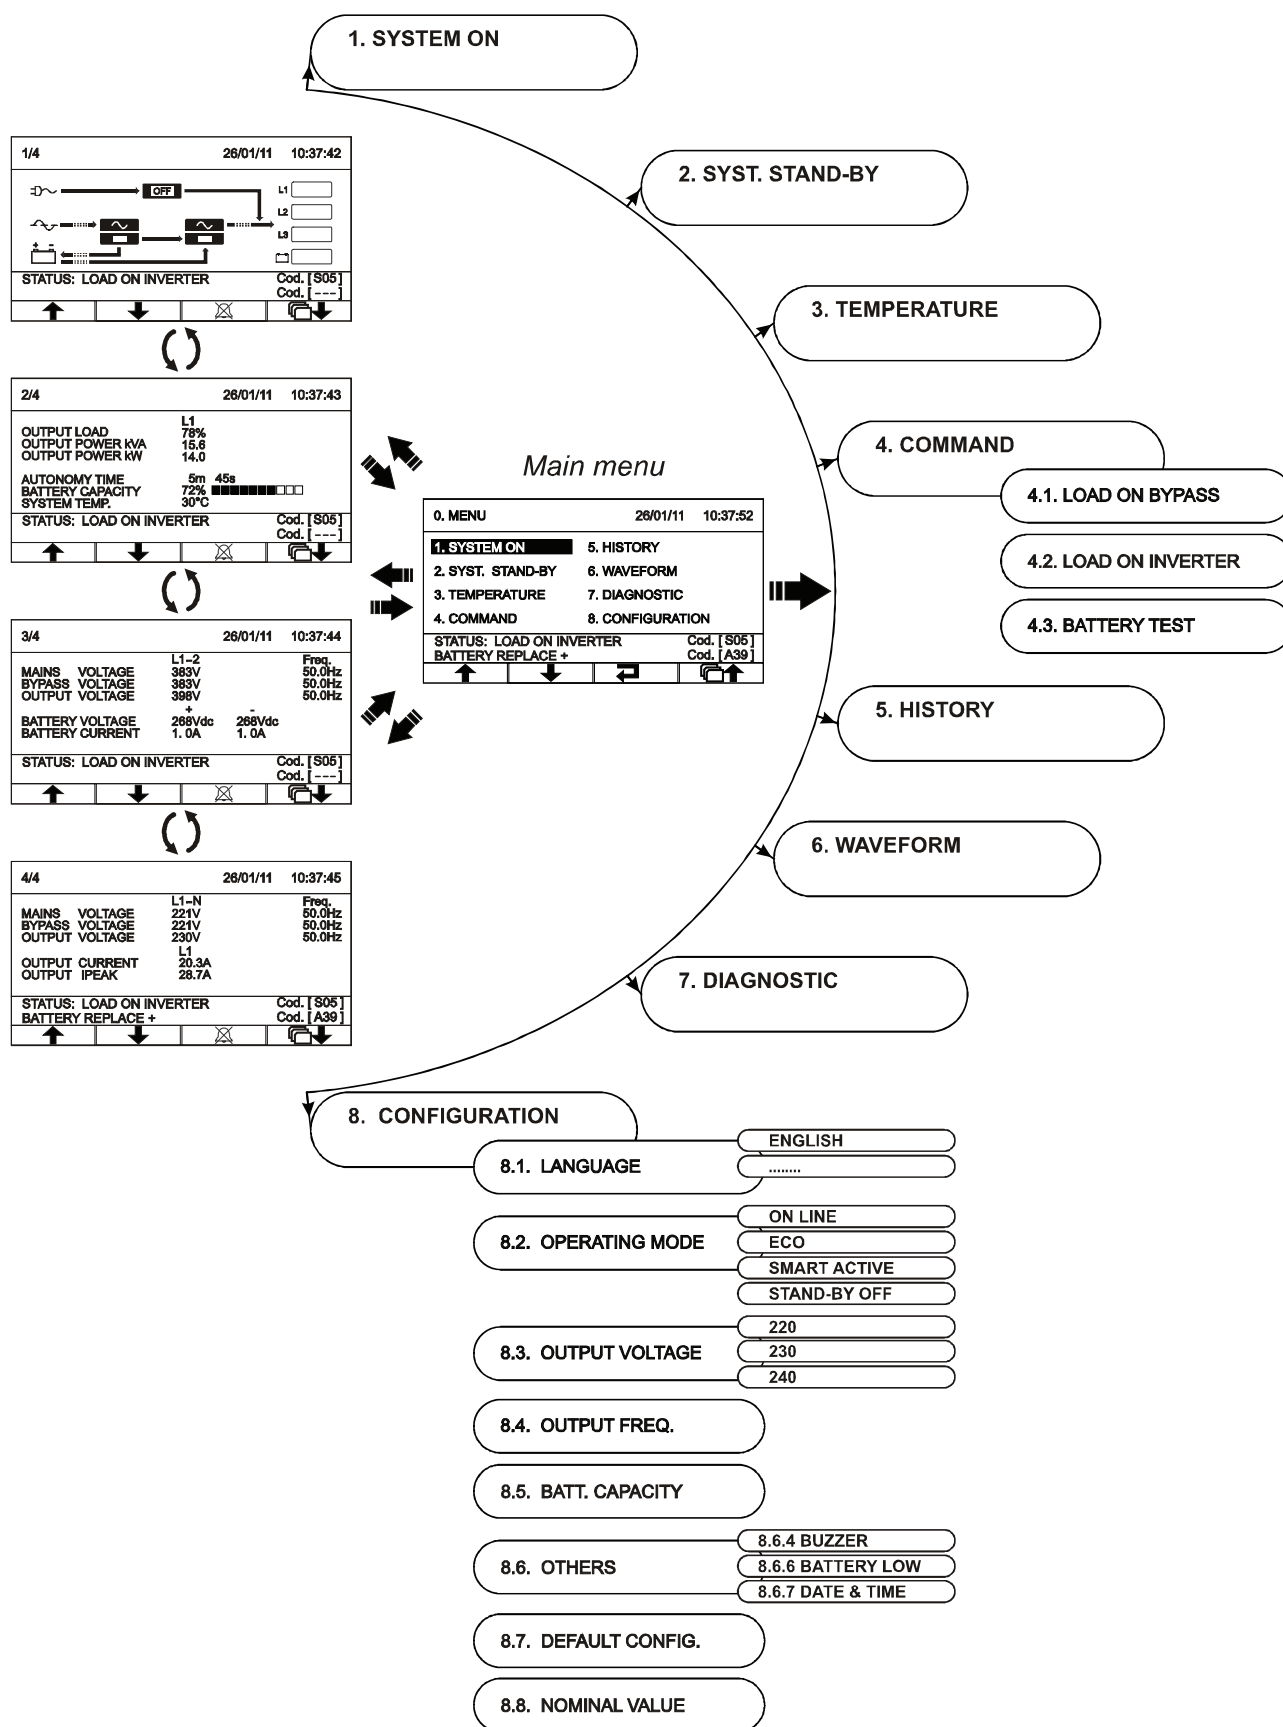 1. SYSTEM ON
2. SYST. STAND-BY
3. TEMPERATURE
4. COMMAND
4.1. LOAD ON BYPASS
4.2. LOAD ON INVERTER
4.3. BATTERY TEST
5. HISTORY
6. WAVEFORM
7. DIAGNOSTIC
1/4 26/01/11 10:37:42
OFF
L1
L2
L3
+ -
STATUS: LOAD ON INVERTER Cod. [S05]
Cod. [---]
2/4 26/01/11 10:37:43
L1
OUTPUT LOAD 78%
OUTPUT POWER kVA 15.6
OUTPUT POWER kW 14.0
AUTONOMY TIME 5m 45s
BATTERY CAPACITY 72%
SYSTEM TEMP. 30°C
STATUS: LOAD ON INVERTER Cod. [S05]
Cod. [---]
3/4 26/01/11 10:37:44
L1-2 Freq.
MAINS VOLTAGE 383V 50.0Hz
BYPASS VOLTAGE 383V 50.0Hz
OUTPUT VOLTAGE 398V 50.0Hz
+ -
BATTERY VOLTAGE 268Vdc 268Vdc
BATTERY CURRENT 1. 0A 1. 0A
STATUS: LOAD ON INVERTER Cod. [S05]
Cod. [---]
4/4 26/01/11 10:37:45
L1-N Freq.
MAINS VOLTAGE 221V 50.0Hz
BYPASS VOLTAGE 221V 50.0Hz
OUTPUT VOLTAGE 230V 50.0Hz
L1
OUTPUT CURRENT 20.3A
OUTPUT IPEAK 28.7A
STATUS: LOAD ON INVERTER Cod. [S05]
BATTERY REPLACE + Cod. [A39]
Main menu
0. MENU 26/01/11 10:37:52
1. SYSTEM ON 5. HISTORY
2. SYST. STAND-BY 6. WAVEFORM
3. TEMPERATURE 7. DIAGNOSTIC
4. COMMAND 8. CONFIGURATION
STATUS: LOAD ON INVERTER Cod. [S05]
BATTERY REPLACE + Cod. [A39]
8. CONFIGURATION
8.1. LANGUAGE
ENGLISH
........
8.2. OPERATING MODE
ON LINE
ECO
SMART ACTIVE
STAND-BY OFF
8.3. OUTPUT VOLTAGE
220
230
240
8.4. OUTPUT FREQ.
8.5. BATT. CAPACITY
8.6. OTHERS
8.6.4 BUZZER
8.6.6 BATTERY LOW
8.6.7 DATE & TIME
8.7. DEFAULT CONFIG.
8.8. NOMINAL VALUE